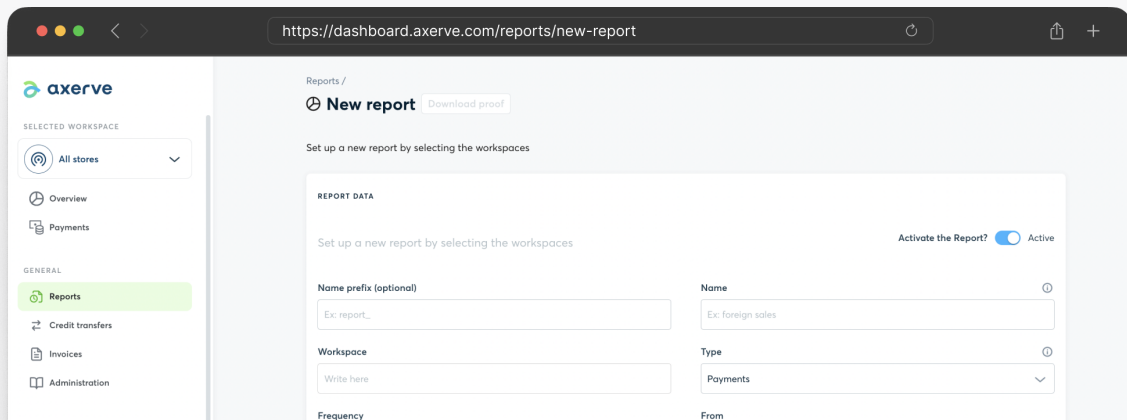 https://dashboard.axerve.com/reports/new-report
axerve
SELECTED WORKSPACE
All stores
Overview
Payments
GENERAL
Reports
Credit transfers
Invoices
Administration
Reports /
New report Download proof
Set up a new report by selecting the workspaces
REPORT DATA
Set up a new report by selecting the workspaces
Activate the Report? Active
Name prefix (optional) Name
Ex: report_ Ex: foreign sales
Workspace Type
Write here Payments
Frequency From